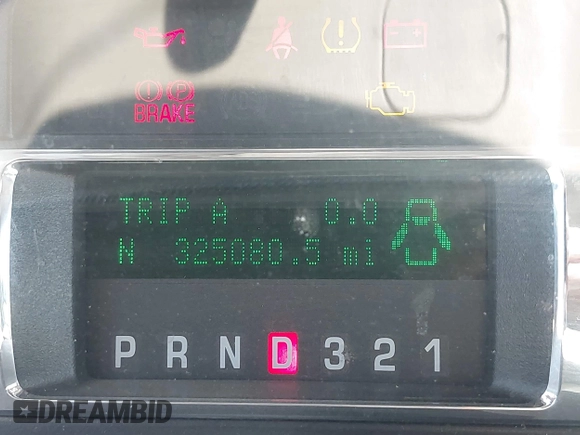 BRAKE
TRIP A 0.0
N 325080.5 mi
P R N D 3 2 1
DREAMBID